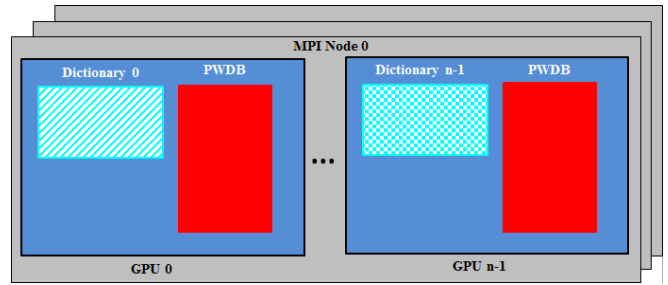 MPI Node 0
Dictionary 0
PWDB
Dictionary n-1
PWDB
...
GPU 0
GPU n-1